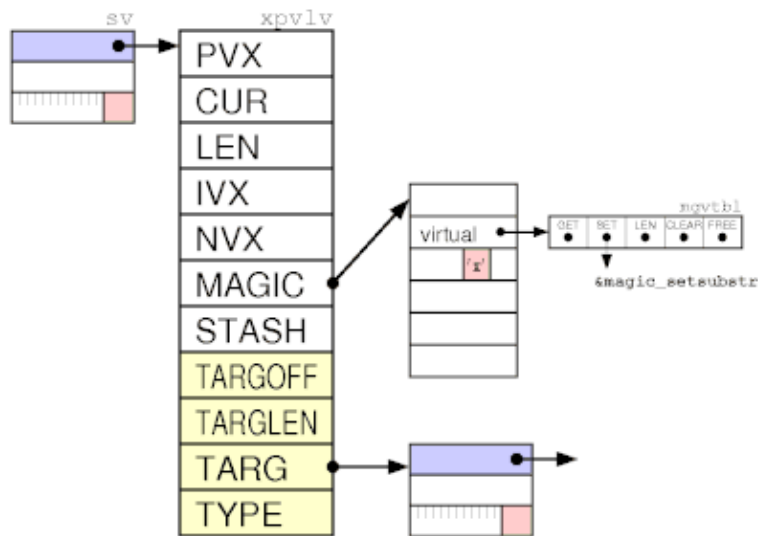 sv
xpvlv
PVX
CUR
LEN
IVX
NVX
MAGIC
STASH
TARGOFF
TARGLEN
TARG
TYPE
virtual
'x'
mgvtbl
GET SET LEN CLEAR FREE
&magic_setsubstr